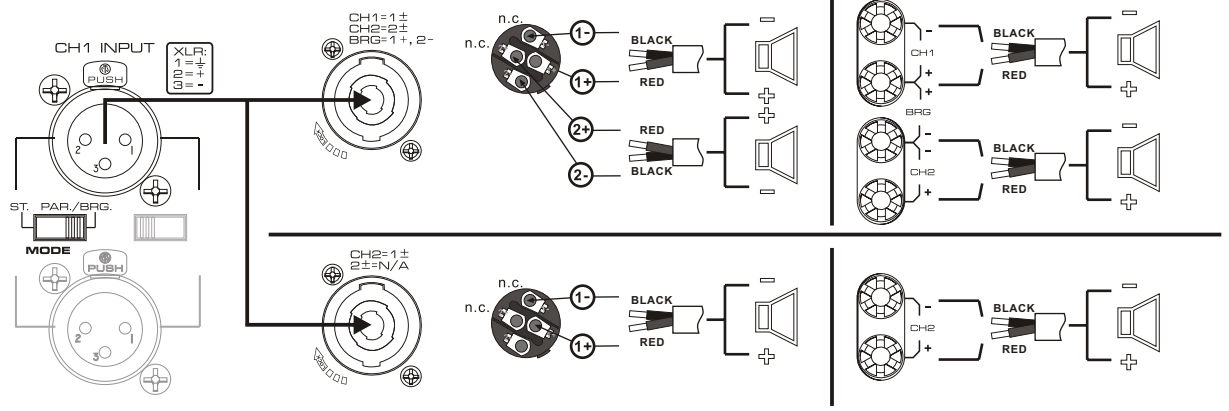 CH1 INPUT
XLR:
1=⏚
2=+
3=-
PUSH
2
1
3
ST. PAR./BRG.
MODE
PUSH
2
1
3
CH1=1±
CH2=2±
BRG=1+, 2-
n.c.
n.c.
1-
1+
2+
2-
BLACK
RED
RED
BLACK
-
+
+
-
-
CH1
+
+
BRG
-
-
CH2
+
BLACK
RED
BLACK
RED
-
+
-
+
CH2=1±
2±=N/A
n.c.
n.c.
1-
1+
BLACK
RED
-
+
-
CH2
+
BLACK
RED
-
+